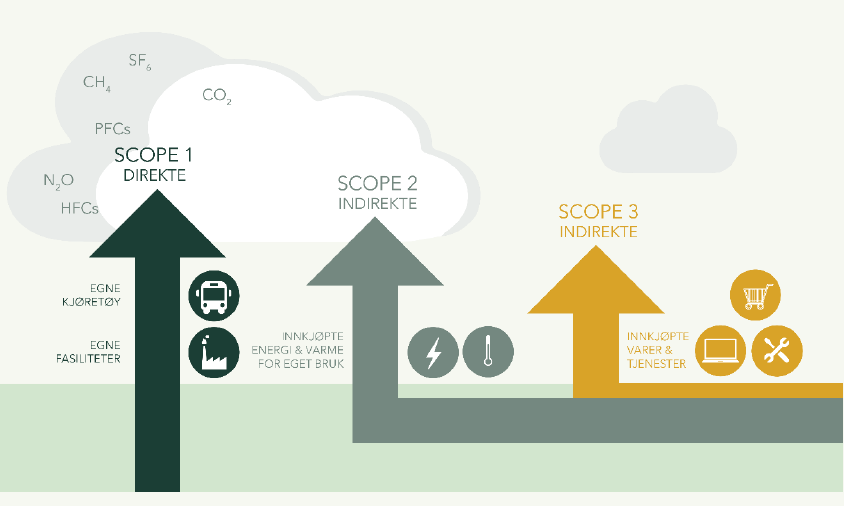 SF₆
CH₄
CO₂
PFCs
N₂O
HFCs
SCOPE 1
DIREKTE
SCOPE 2
INDIREKTE
SCOPE 3
INDIREKTE
EGNE
KJØRETØY
EGNE
FASILITETER
INNKJØPTE
ENERGI & VARME
FOR EGET BRUK
INNKJØPTE
VARER &
TJENESTER